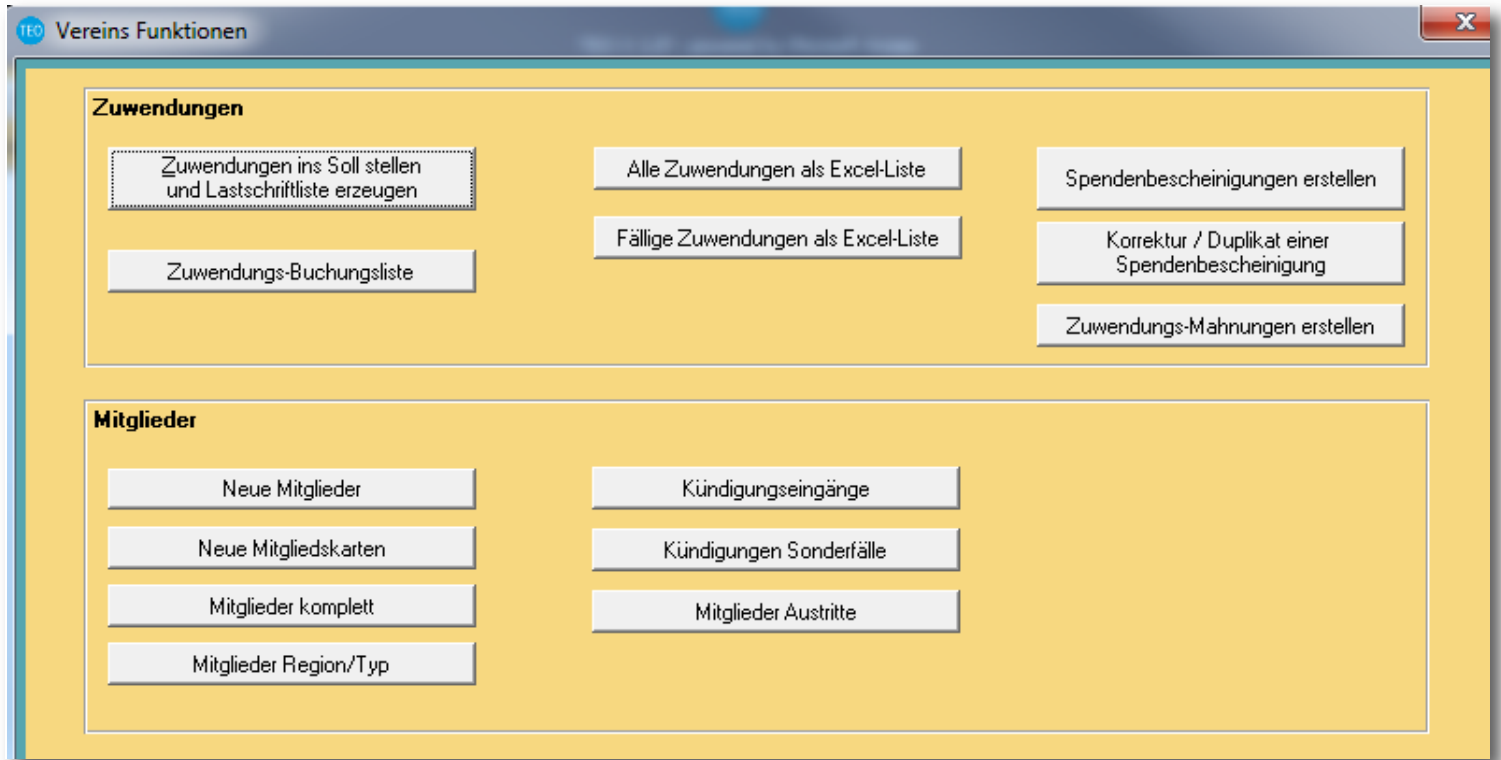 TEO Vereins Funktionen
Zuwendungen
Zuwendungen ins Soll stellen
und Lastschriftliste erzeugen
Zuwendungs-Buchungsliste
Alle Zuwendungen als Excel-Liste
Fällige Zuwendungen als Excel-Liste
Spendenbescheinigungen erstellen
Korrektur / Duplikat einer
Spendenbescheinigung
Zuwendungs-Mahnungen erstellen
Mitglieder
Neue Mitglieder
Neue Mitgliedskarten
Mitglieder komplett
Mitglieder Region/Typ
Kündigungseingänge
Kündigungen Sonderfälle
Mitglieder Austritte